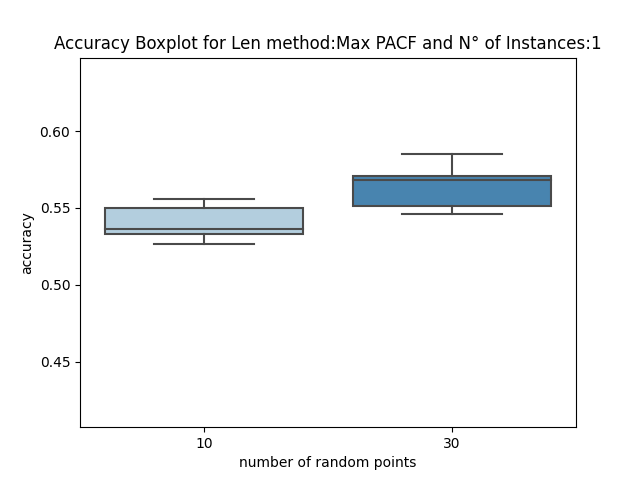 Accuracy Boxplot for Len method:Max PACF and N° of Instances:1
0.60
0.55
0.50
0.45
accuracy
10
30
number of random points